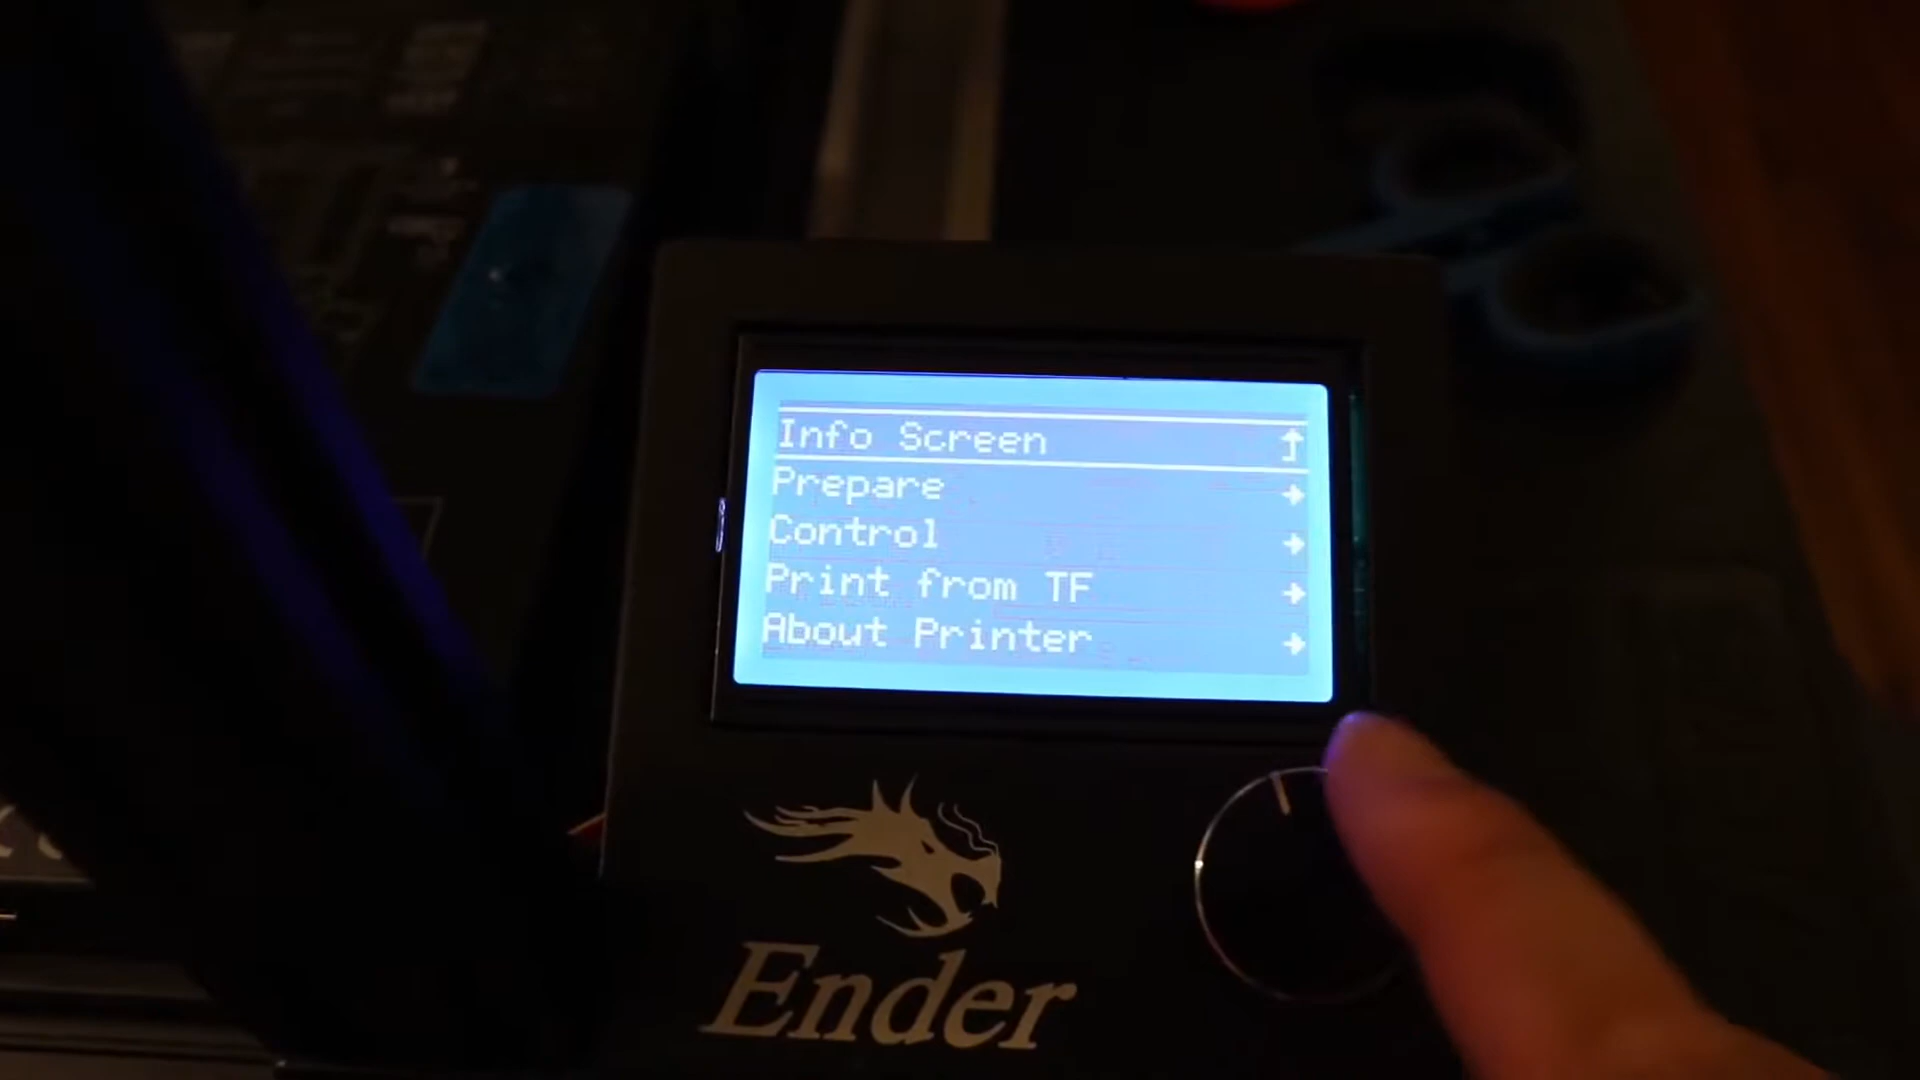 Info Screen
Prepare
Control
Print from TF
About Printer
Ender